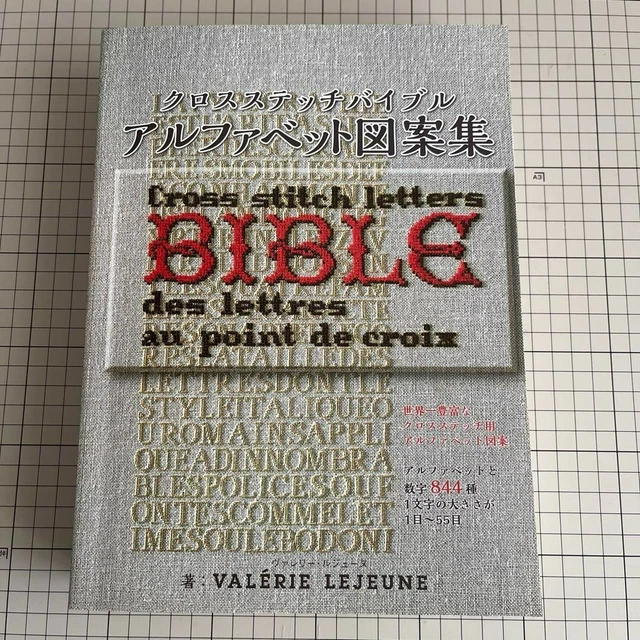 クロスステッチバイブル
アルファベット図案集
Cross stitch letters
BIBLE
des lettres
au point de croix
RPSEATAILLEDES
LETTRESDONTLE
STYLEITALIQUEO
UROMAINSAPPLI
QUEADINNOMBRA
BLESPOLICESOUF
ONTESCOMMELET
IMESOULEBODONI
世界一豊富な
クロスステッチ用
アルファベット図案
アルファベットと
数字844種
1文字の大きさが
1目〜55目
ヴァレリー・ルジューヌ
著:VALÉRIE LEJEUNE
A3